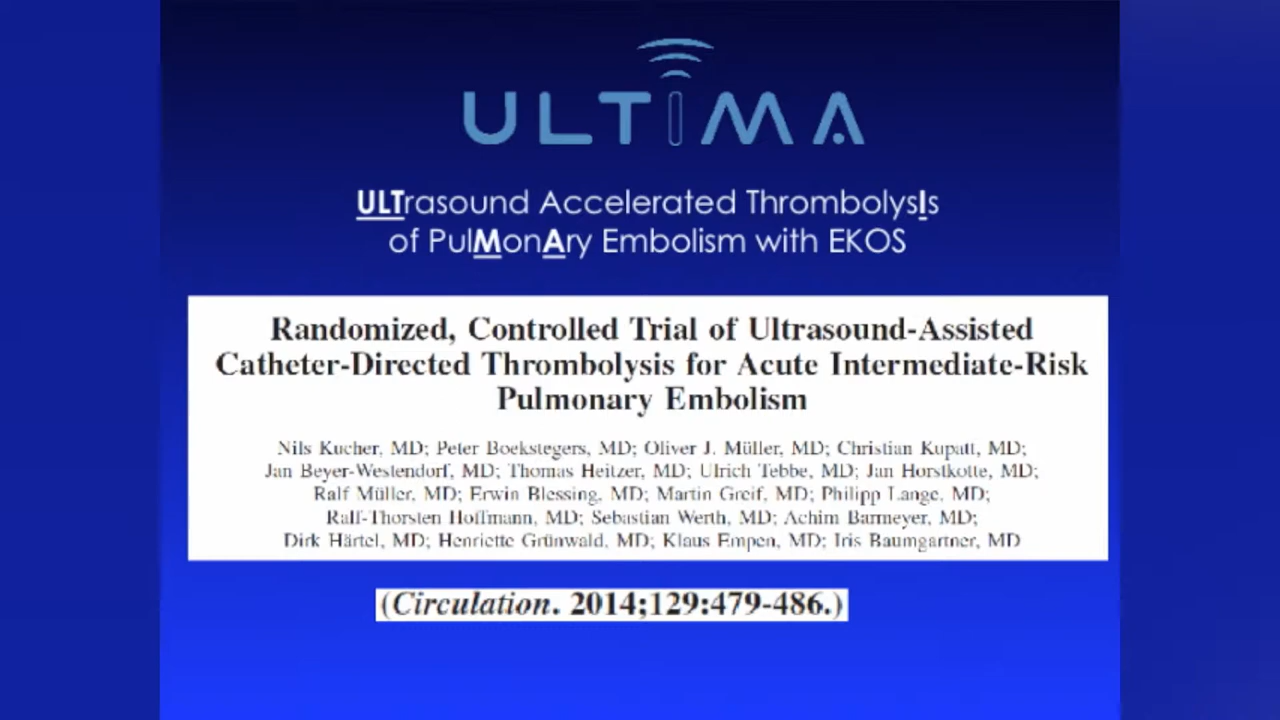 ULTIMA
ULTrasound Accelerated ThrombolysIs
of PulMonAry Embolism with EKOS
Randomized, Controlled Trial of Ultrasound-Assisted
Catheter-Directed Thrombolysis for Acute Intermediate-Risk
Pulmonary Embolism
Nils Kucher, MD; Peter Boekstegers, MD; Oliver J. Müller, MD; Christian Kupatt, MD;
Jan Beyer-Westendorf, MD; Thomas Heitzer, MD; Ulrich Tebbe, MD; Jan Horstkotte, MD;
Ralf Müller, MD; Erwin Blessing, MD; Martin Greif, MD; Philipp Lange, MD;
Ralf-Thorsten Hoffmann, MD; Sebastian Werth, MD; Achim Barmeyer, MD;
Dirk Härtel, MD; Henriette Grünwald, MD; Klaus Empen, MD; Iris Baumgartner, MD
(Circulation. 2014;129:479-486.)